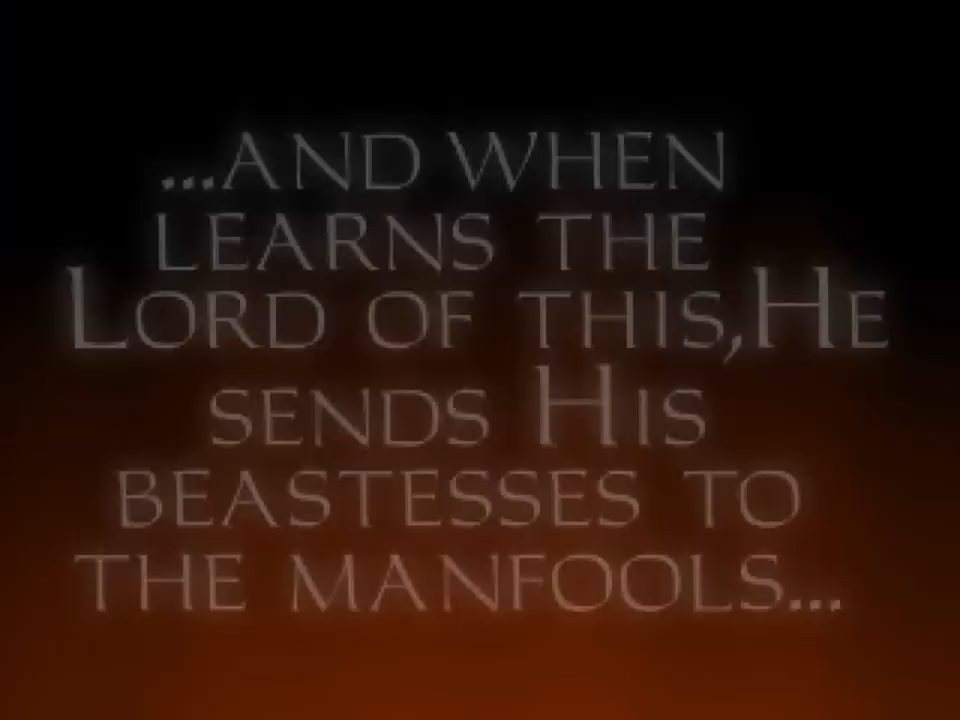 ...AND WHEN
LEARNS THE
LORD OF THIS,HE
SENDS HIS
BEASTESSES TO
THE MANFOOLS...